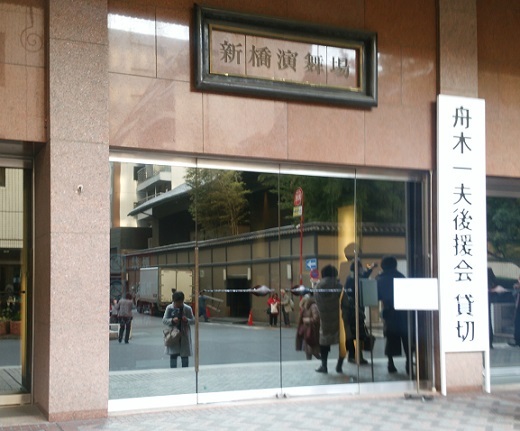 新橋演舞場
舟木一夫後援会 貸切